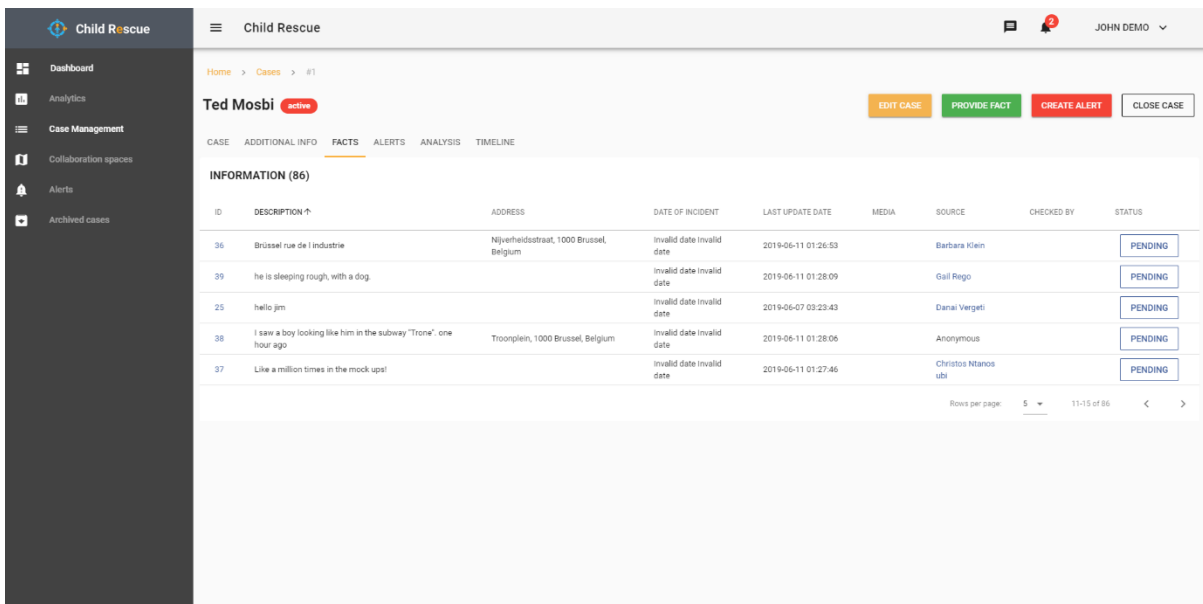 Child Rescue
Child Rescue
2
JOHN DEMO
Dashboard
Analytics
Case Management
Collaboration spaces
Alerts
Archived cases
Home > Cases > #1
Ted Mosbi active
EDIT CASE PROVIDE FACT CREATE ALERT CLOSE CASE
CASE ADDITIONAL INFO FACTS ALERTS ANALYSIS TIMELINE
INFORMATION (86)
ID DESCRIPTION ↑ ADDRESS DATE OF INCIDENT LAST UPDATE DATE MEDIA SOURCE CHECKED BY STATUS
36 Brüssel rue de l industrie Nijverheidsstraat, 1000 Brussel, Belgium Invalid date Invalid date 2019-06-11 01:26:53 Barbara Klein PENDING
39 he is sleeping rough, with a dog. Invalid date Invalid date 2019-06-11 01:28:09 Gail Rego PENDING
25 hello jim Invalid date Invalid date 2019-06-07 03:23:43 Danai Vergeti PENDING
38 I saw a boy looking like him in the subway "Trone". one hour ago Troonplein, 1000 Brussel, Belgium Invalid date Invalid date 2019-06-11 01:28:06 Anonymous PENDING
37 Like a million times in the mock ups! Invalid date Invalid date 2019-06-11 01:27:46 Christos Ntanos ubi PENDING
Rows per page: 5 11-15 of 86 < >